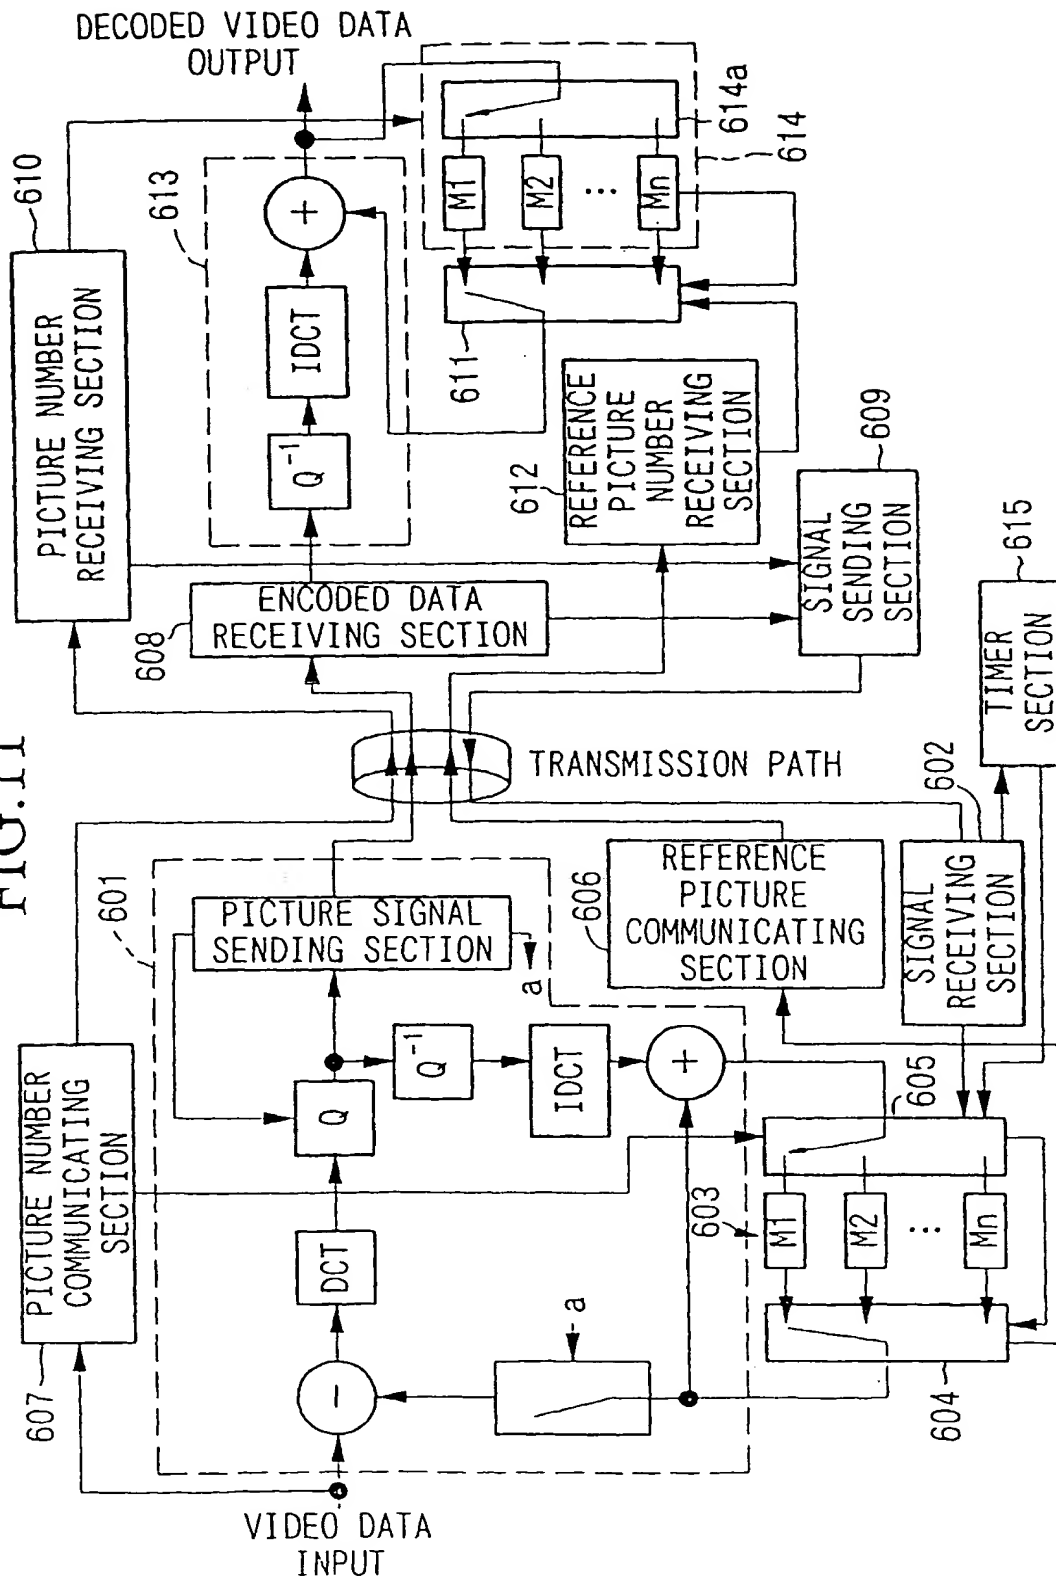 FIG.11
DECODED VIDEO DATA
OUTPUT
610
PICTURE NUMBER
RECEIVING SECTION
613
+
IDCT
Q⁻¹
M1
M2
...
Mn
614a
614
611
612
REFERENCE
PICTURE
NUMBER
RECEIVING
SECTION
608
ENCODED DATA
RECEIVING SECTION
SIGNAL
SENDING
SECTION
609
615
TIMER
SECTION
TRANSMISSION PATH
602
SIGNAL
RECEIVING
SECTION
606
REFERENCE
PICTURE
COMMUNICATING
SECTION
601
PICTURE SIGNAL
SENDING SECTION
a
Q
Q⁻¹
IDCT
+
605
603
M1
M2
...
Mn
604
PICTURE NUMBER
COMMUNICATING
SECTION
607
DCT
−
a
VIDEO DATA
INPUT